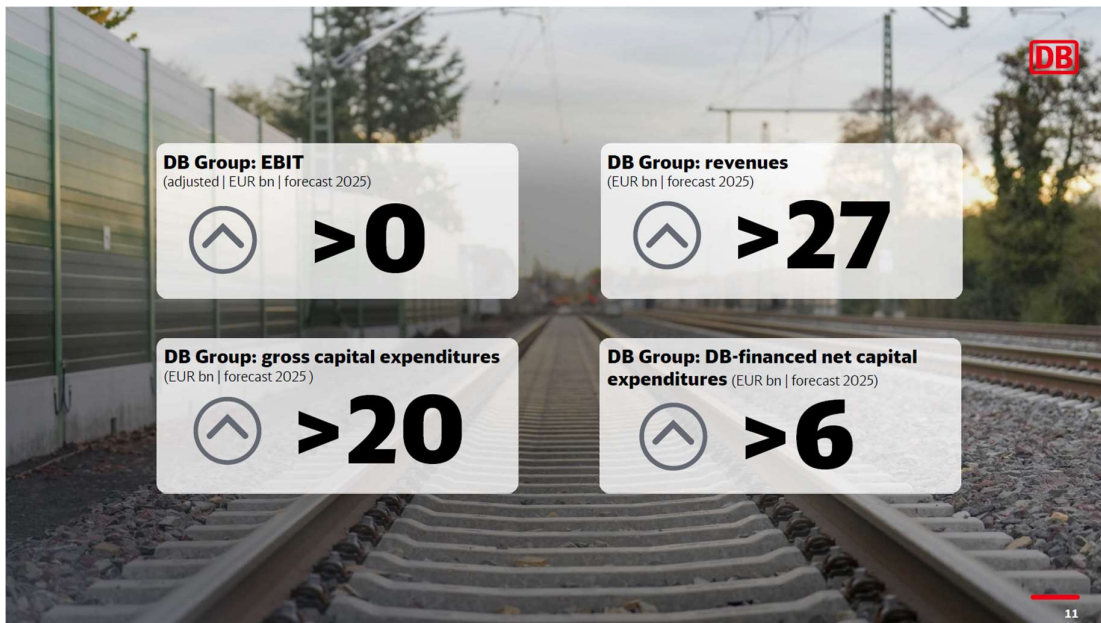 DB
DB Group: EBIT
(adjusted | EUR bn | forecast 2025)
>0
DB Group: revenues
(EUR bn | forecast 2025)
>27
DB Group: gross capital expenditures
(EUR bn | forecast 2025 )
>20
DB Group: DB-financed net capital
expenditures (EUR bn | forecast 2025)
>6
11